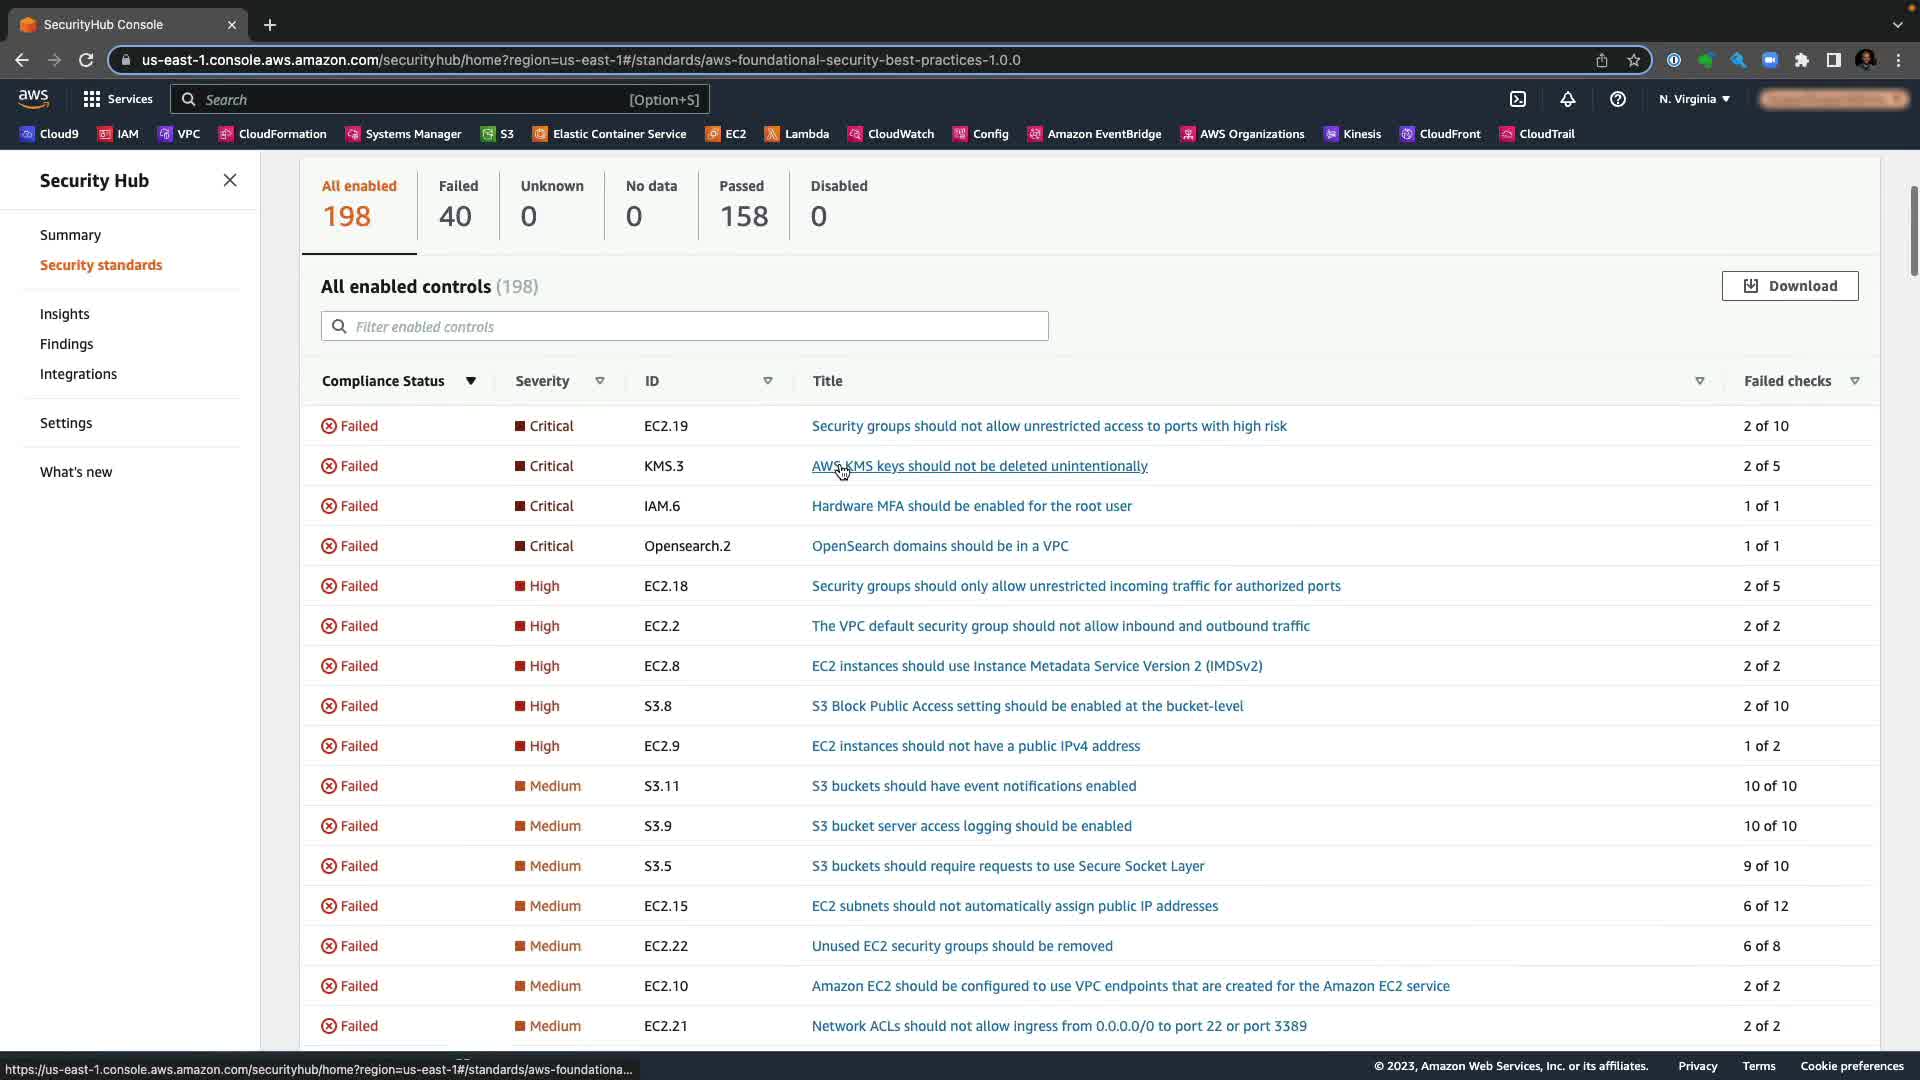 SecurityHub Console
us-east-1.console.aws.amazon.com/securityhub/home?region=us-east-1#/standards/aws-foundational-security-best-practices-1.0.0
aws Services Search [Option+S] N. Virginia
Cloud9 IAM VPC CloudFormation Systems Manager S3 Elastic Container Service EC2 Lambda CloudWatch Config Amazon EventBridge AWS Organizations Kinesis CloudFront CloudTrail
Security Hub
Summary
Security standards
Insights
Findings
Integrations
Settings
What's new
All enabled Failed Unknown No data Passed Disabled
198 40 0 0 158 0
All enabled controls (198) Download
Filter enabled controls
Compliance Status Severity ID Title Failed checks
Failed Critical EC2.19 Security groups should not allow unrestricted access to ports with high risk 2 of 10
Failed Critical KMS.3 AWS KMS keys should not be deleted unintentionally 2 of 5
Failed Critical IAM.6 Hardware MFA should be enabled for the root user 1 of 1
Failed Critical Opensearch.2 OpenSearch domains should be in a VPC 1 of 1
Failed High EC2.18 Security groups should only allow unrestricted incoming traffic for authorized ports 2 of 5
Failed High EC2.2 The VPC default security group should not allow inbound and outbound traffic 2 of 2
Failed High EC2.8 EC2 instances should use Instance Metadata Service Version 2 (IMDSv2) 2 of 2
Failed High S3.8 S3 Block Public Access setting should be enabled at the bucket-level 2 of 10
Failed High EC2.9 EC2 instances should not have a public IPv4 address 1 of 2
Failed Medium S3.11 S3 buckets should have event notifications enabled 10 of 10
Failed Medium S3.9 S3 bucket server access logging should be enabled 10 of 10
Failed Medium S3.5 S3 buckets should require requests to use Secure Socket Layer 9 of 10
Failed Medium EC2.15 EC2 subnets should not automatically assign public IP addresses 6 of 12
Failed Medium EC2.22 Unused EC2 security groups should be removed 6 of 8
Failed Medium EC2.10 Amazon EC2 should be configured to use VPC endpoints that are created for the Amazon EC2 service 2 of 2
Failed Medium EC2.21 Network ACLs should not allow ingress from 0.0.0.0/0 to port 22 or port 3389 2 of 2
https://us-east-1.console.aws.amazon.com/securityhub/home?region=us-east-1#/standards/aws-foundationa... © 2023, Amazon Web Services, Inc. or its affiliates. Privacy Terms Cookie preferences